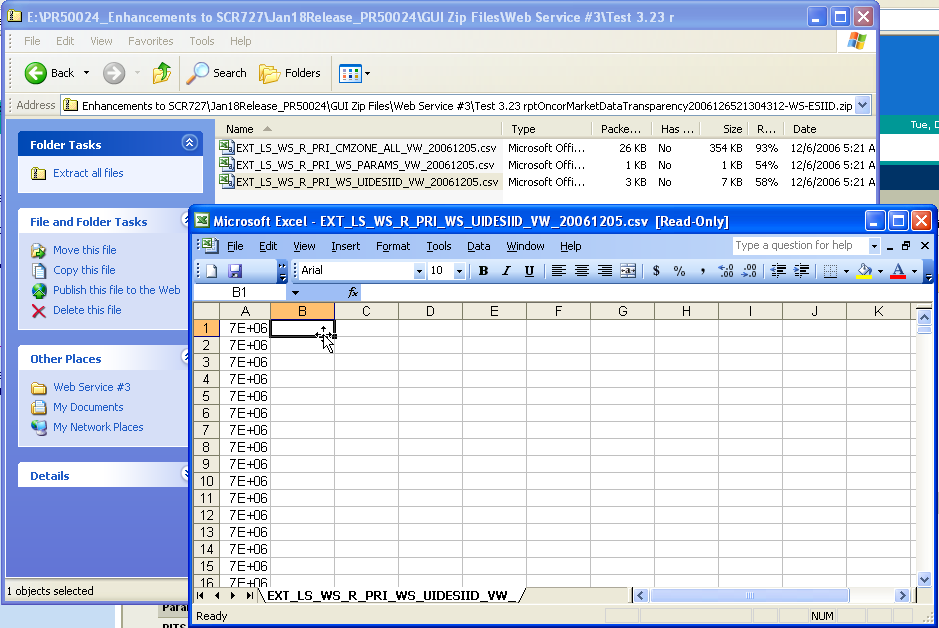 E:\PR50024_Enhancements to SCR727\Jan18Release_PR50024\GUI Zip Files\Web Service #3\Test 3.23 r
File Edit View Favorites Tools Help
Back Search Folders
Address Enhancements to SCR727\Jan18Release_PR50024\GUI Zip Files\Web Service #3\Test 3.23 rptOncorMarketDataTransparency2006126521304312-WS-ESIID.zip
Tue, D
Name Type Packe... Has ... Size R... Date
EXT_LS_WS_R_PRI_CMZONE_ALL_VW_20061205.csv Microsoft Offi... 26 KB No 354 KB 93% 12/6/2006 5:21 A
EXT_LS_WS_R_PRI_WS_PARAMS_VW_20061205.csv Microsoft Offi... 1 KB No 1 KB 54% 12/6/2006 5:21 A
EXT_LS_WS_R_PRI_WS_UIDESIID_VW_20061205.csv Microsoft Offi... 3 KB No 7 KB 58% 12/6/2006 5:21 A
Folder Tasks
Extract all files
File and Folder Tasks
Move this file
Copy this file
Publish this file to the Web
Delete this file
Other Places
Web Service #3
My Documents
My Network Places
Details
1 objects selected
Microsoft Excel - EXT_LS_WS_R_PRI_WS_UIDESIID_VW_20061205.csv [Read-Only]
File Edit View Insert Format Tools Data Window Help Type a question for help
Arial 10 B I U $ % , .00 .00
B1 fx
A B C D E F G H I J K
1 7E+06
2 7E+06
3 7E+06
4 7E+06
5 7E+06
6 7E+06
7 7E+06
8 7E+06
9 7E+06
10 7E+06
11 7E+06
12 7E+06
13 7E+06
14 7E+06
15 7E+06
16 7E+06
EXT_LS_WS_R_PRI_WS_UIDESIID_VW_
Ready NUM